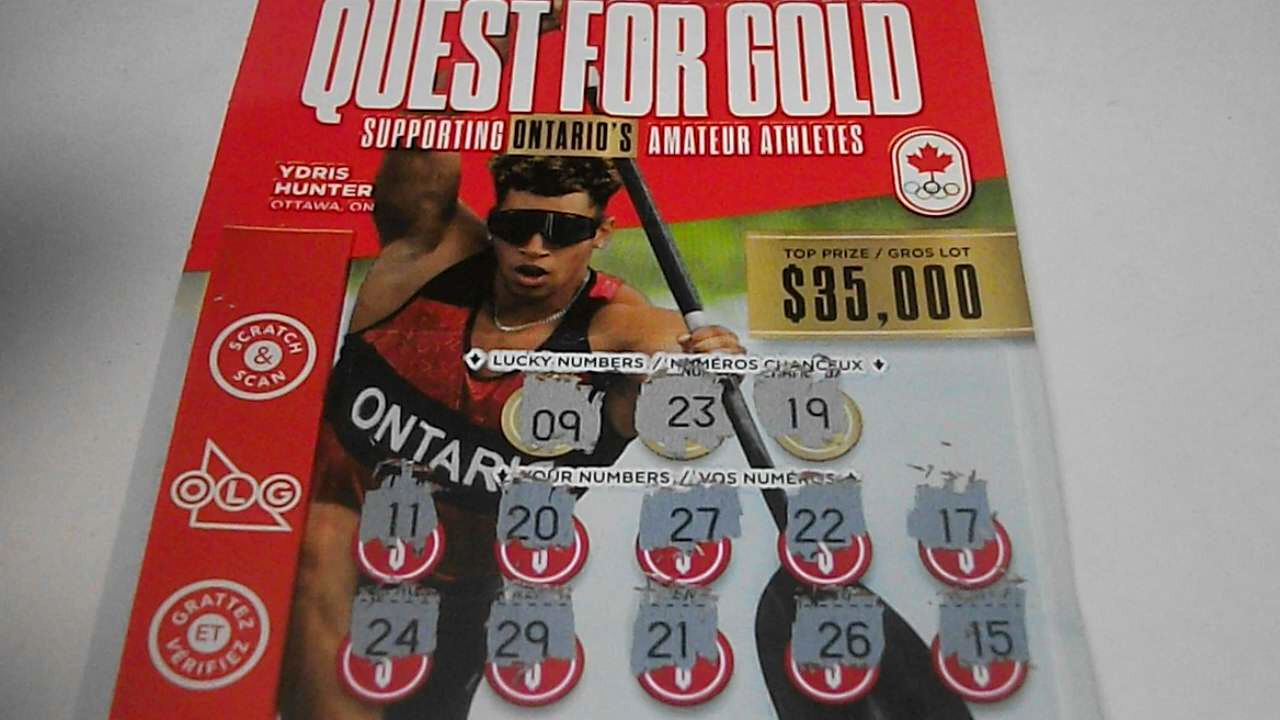 QUEST FOR GOLD
SUPPORTING ONTARIO'S AMATEUR ATHLETES
YDRIS
HUNTER
OTTAWA, ON
TOP PRIZE / GROS LOT
$35,000
SCRATCH
&
SCAN
LUCKY NUMBERS / NUMÉROS CHANCEUX
09 23 19
ONTARI
YOUR NUMBERS / VOS NUMÉROS
OLG
11 20 27 22 17
GRATTEZ
ET
VÉRIFIEZ
24 29 21 26 15